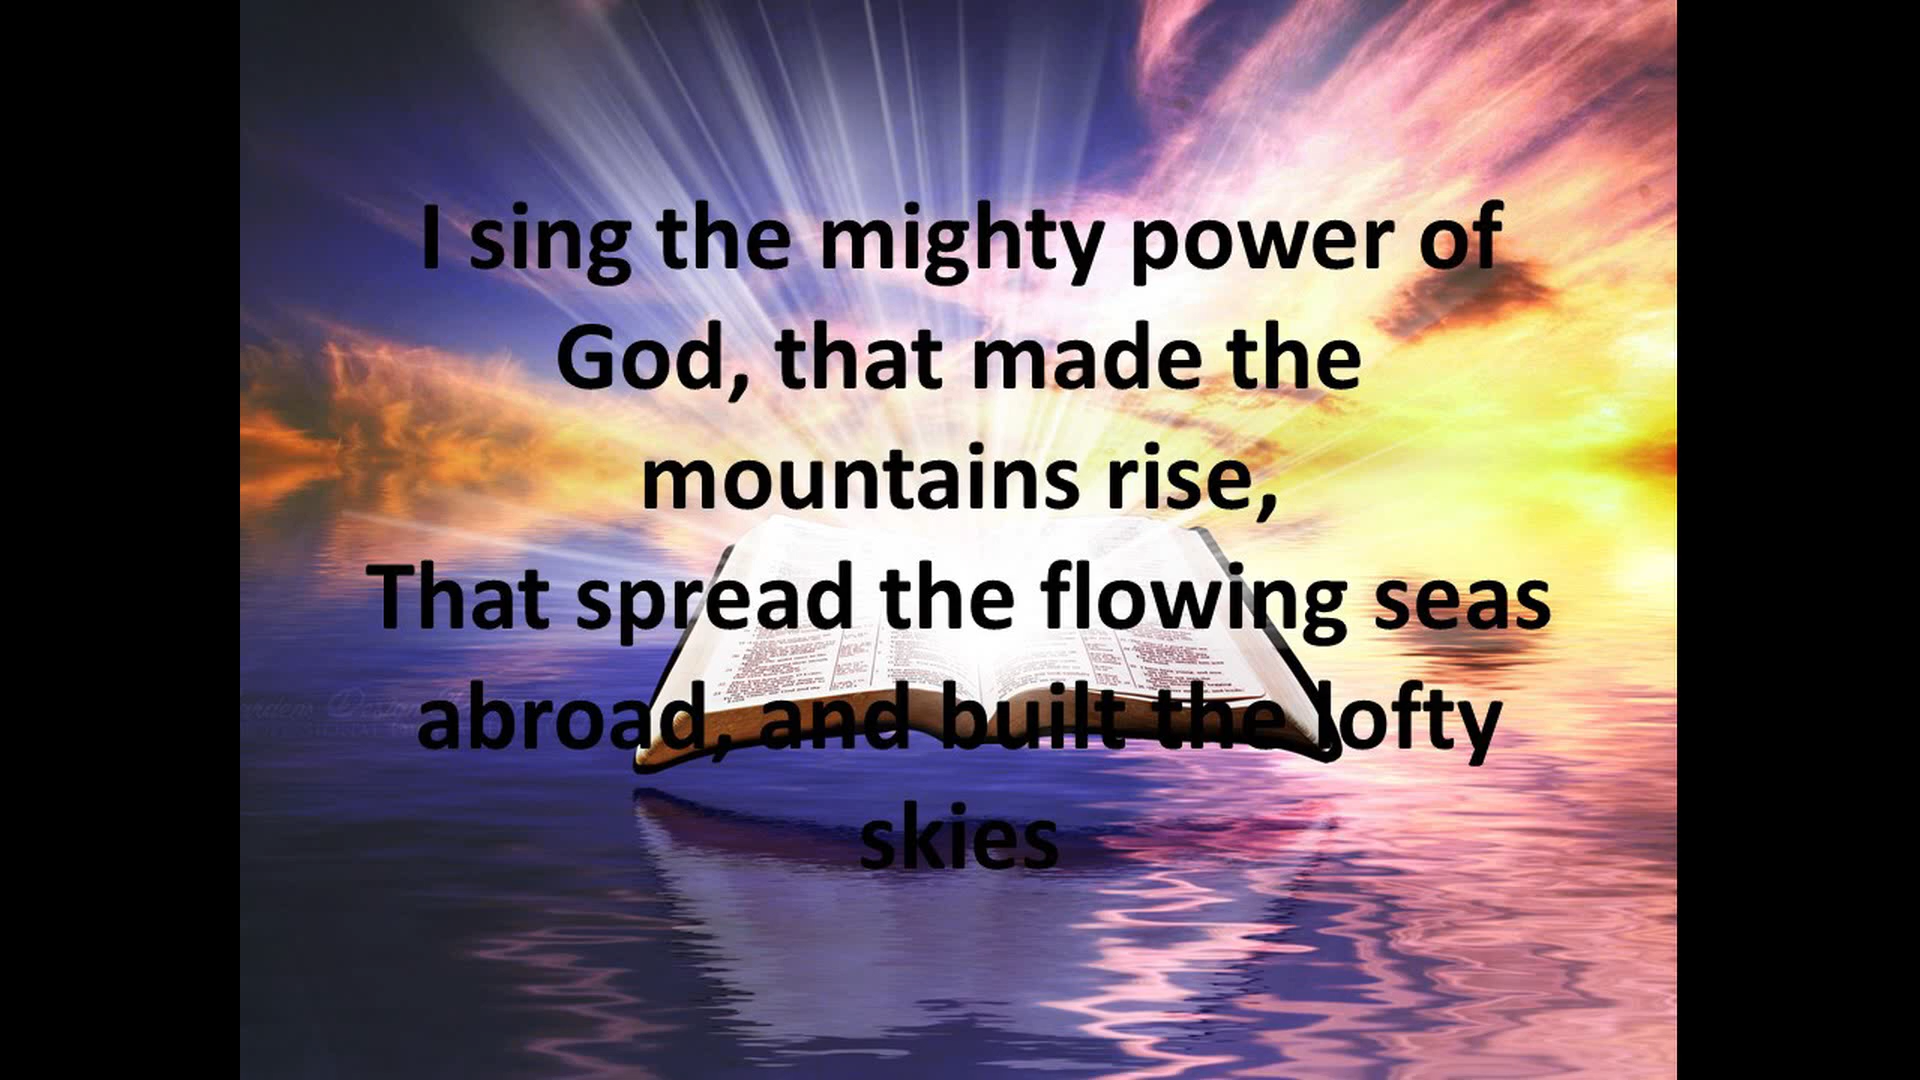 I sing the mighty power of
God, that made the
mountains rise,
That spread the flowing seas
abroad, and built the lofty
skies